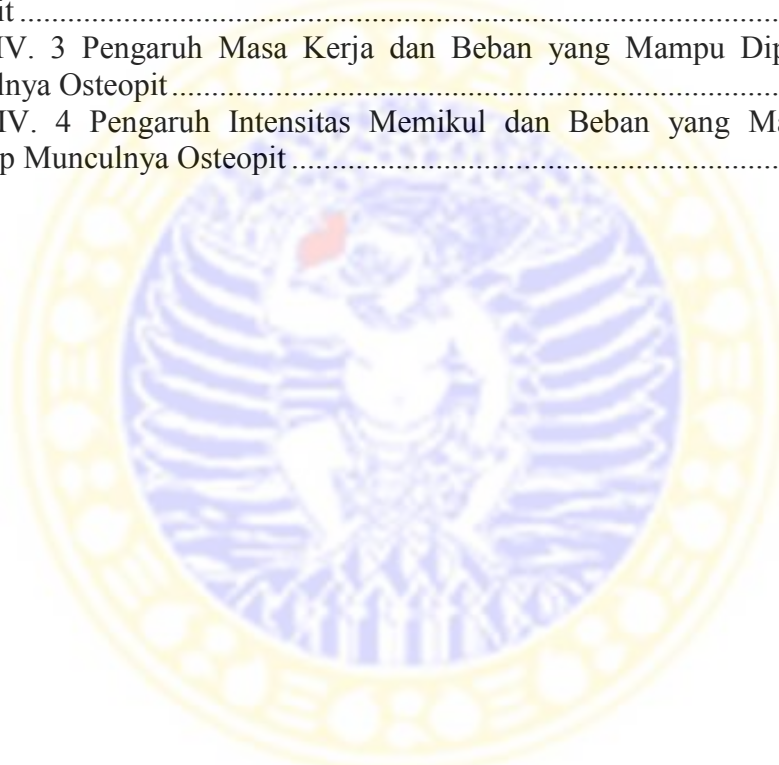 it ........................................................................................................
IV. 3 Pengaruh Masa Kerja dan Beban yang Mampu Dip
lnya Osteopit ................................................................................
IV. 4 Pengaruh Intensitas Memikul dan Beban yang Ma
p Munculnya Osteopit ................................................................